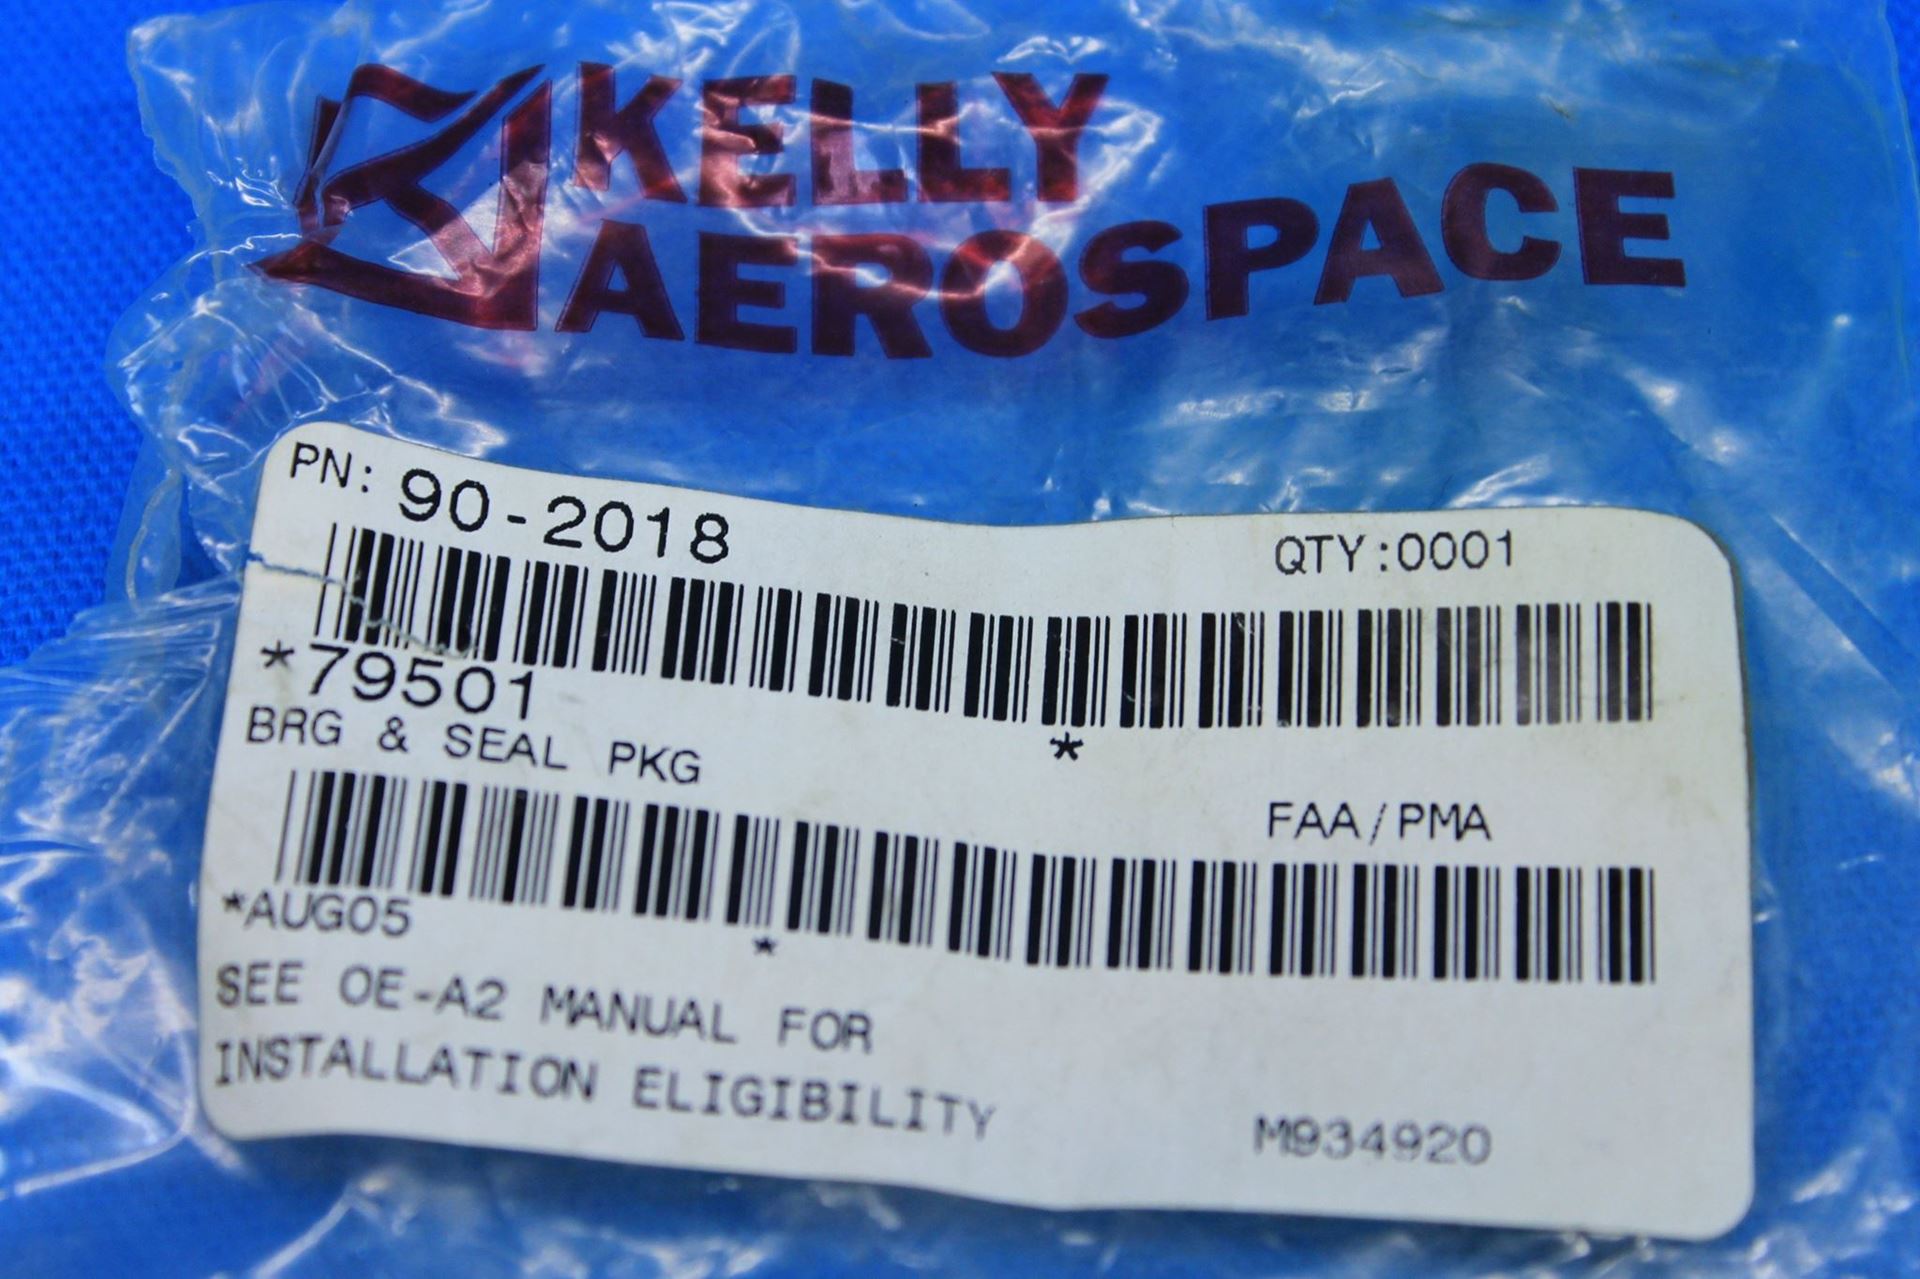 KELLY
AEROSPACE
PN: 90-2018
QTY:0001
*79501
*
BRG & SEAL PKG
FAA/PMA
*AUG05
*
SEE OE-A2 MANUAL FOR
INSTALLATION ELIGIBILITY
M934920